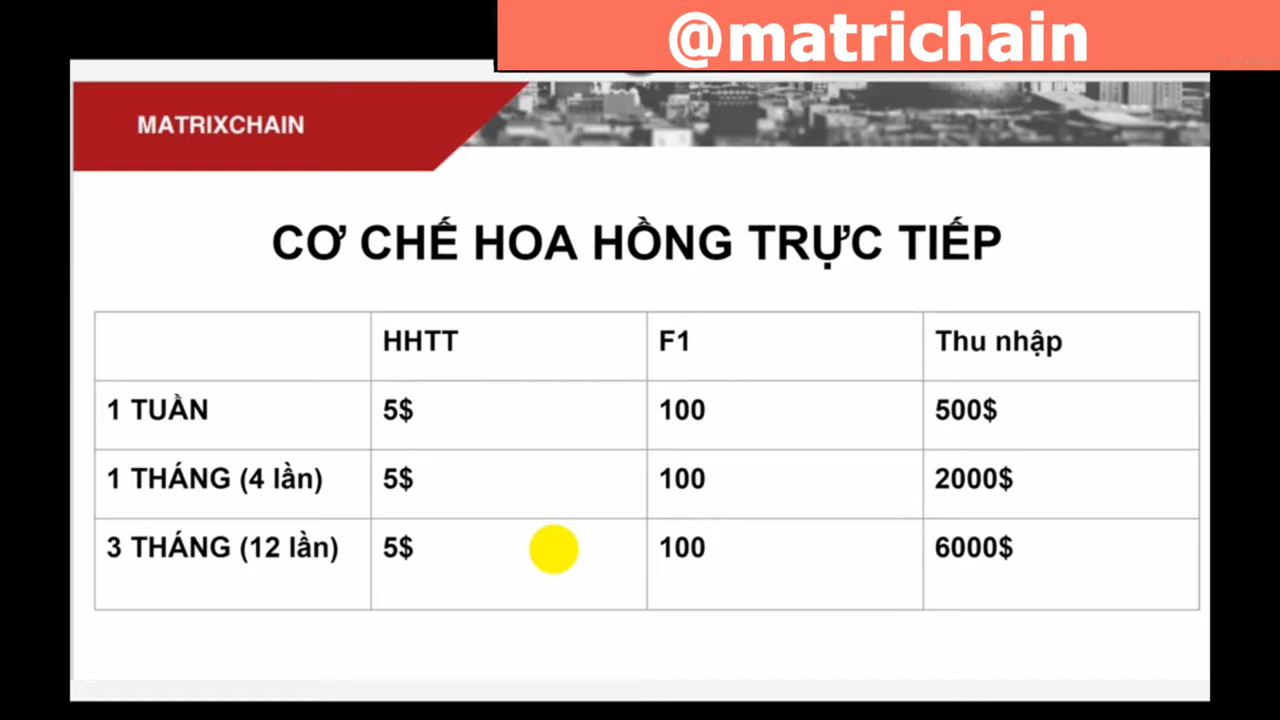 @matrichain
MATRIXCHAIN
CƠ CHẾ HOA HỒNG TRỰC TIẾP
HHTT F1 Thu nhập
1 TUẦN 5$ 100 500$
1 THÁNG (4 lần) 5$ 100 2000$
3 THÁNG (12 lần) 5$ 100 6000$